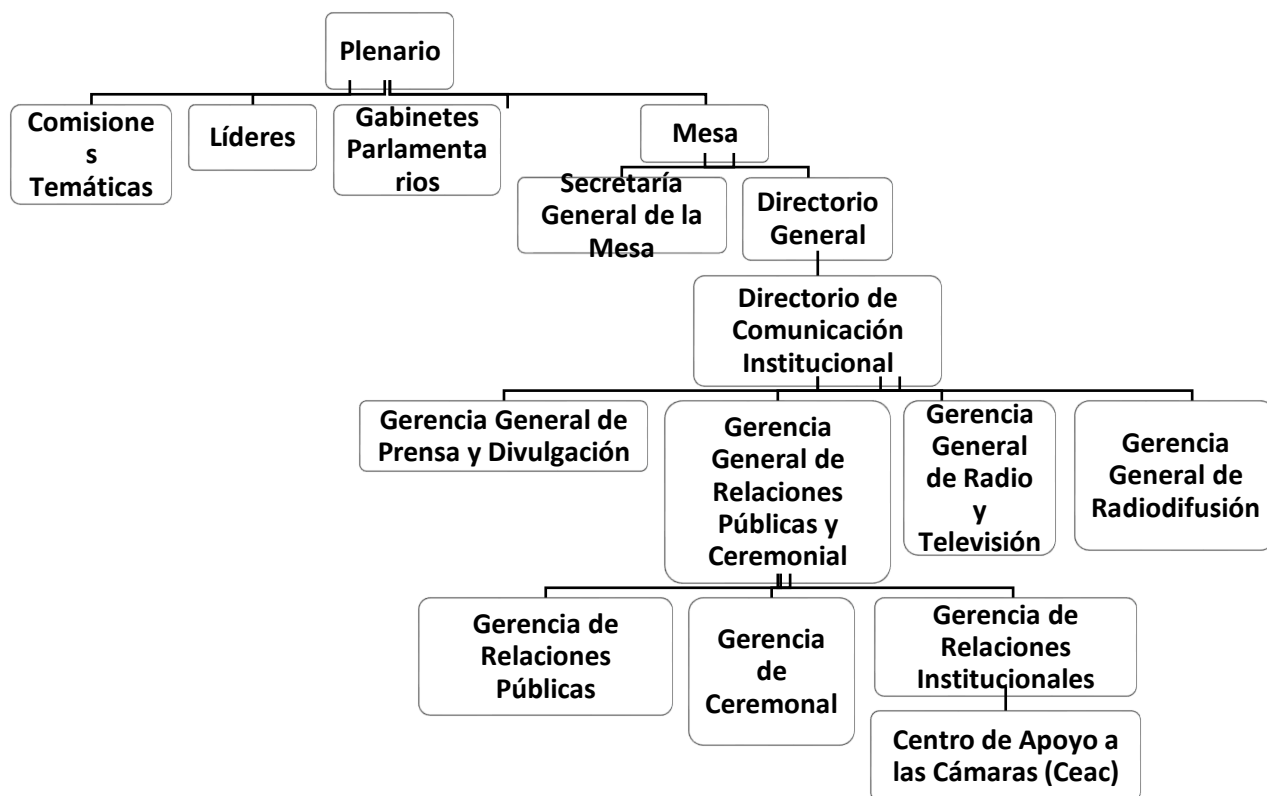 Plenario
Comisione
s
Temáticas
Líderes
Gabinetes
Parlamenta
rios
Mesa
Secretaría
General de la
Mesa
Directorio
General
Directorio de
Comunicación
Institucional
Gerencia General de
Prensa y Divulgación
Gerencia
General de
Relaciones
Públicas y
Ceremonial
Gerencia
General
de Radio
y
Televisión
Gerencia
General de
Radiodifusión
Gerencia de
Relaciones
Públicas
Gerencia
de
Ceremonal
Gerencia de
Relaciones
Institucionales
Centro de Apoyo a
las Cámaras (Ceac)